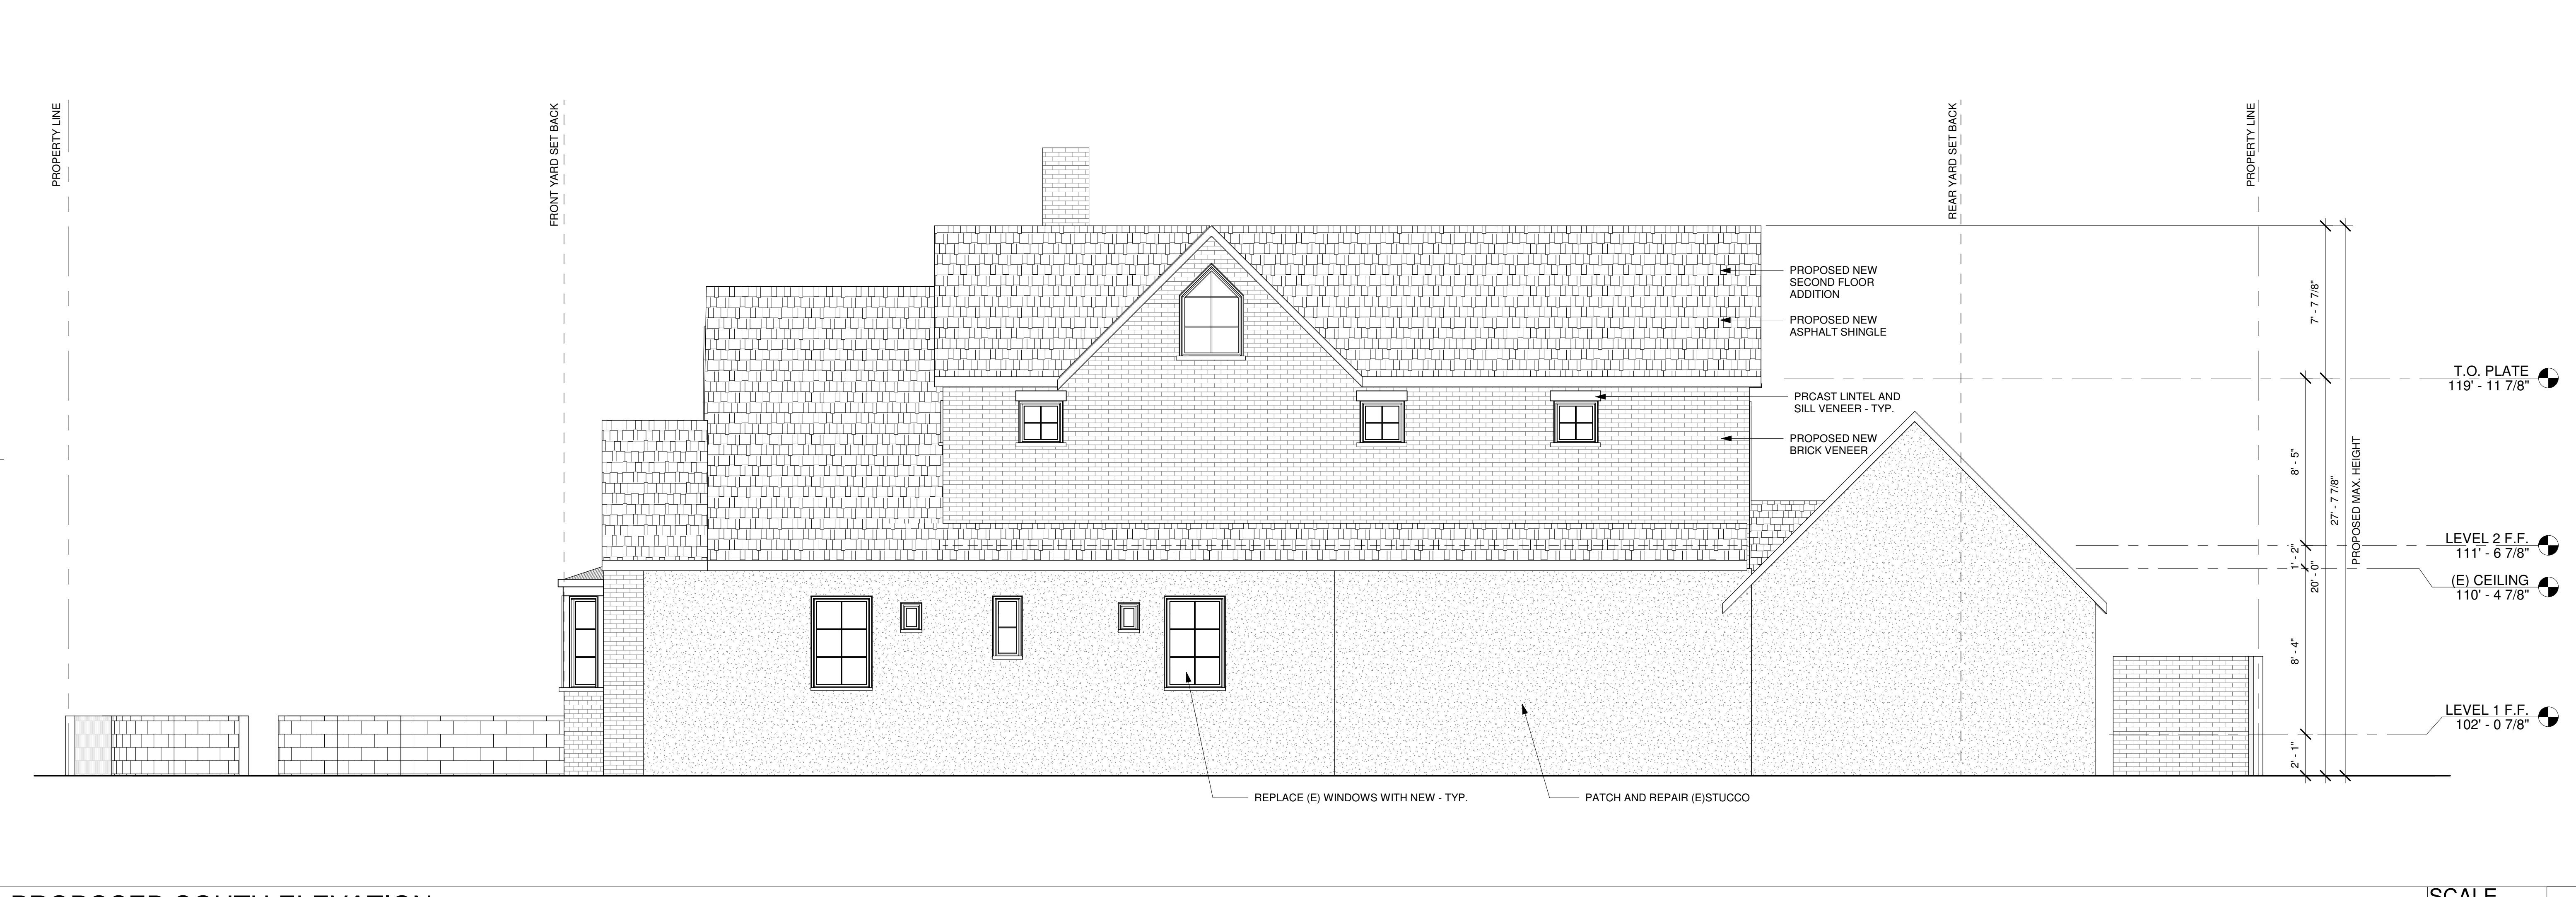 PROPERTY LINE
FRONT YARD SET BACK
REAR YARD SET BACK
PROPERTY LINE
PROPOSED NEW
SECOND FLOOR
ADDITION
PROPOSED NEW
ASPHALT SHINGLE
PRCAST LINTEL AND
SILL VENEER - TYP.
PROPOSED NEW
BRICK VENEER
7' - 7 7/8"
8' - 5"
1' - 2"
20' - 0"
8' - 4"
2' - 1"
27' - 7 7/8"
PROPOSED MAX. HEIGHT
T.O. PLATE
119' - 11 7/8"
LEVEL 2 F.F.
111' - 6 7/8"
(E) CEILING
110' - 4 7/8"
LEVEL 1 F.F.
102' - 0 7/8"
REPLACE (E) WINDOWS WITH NEW - TYP.
PATCH AND REPAIR (E)STUCCO
PROPOSED SOUTH ELEVATION
SCALE